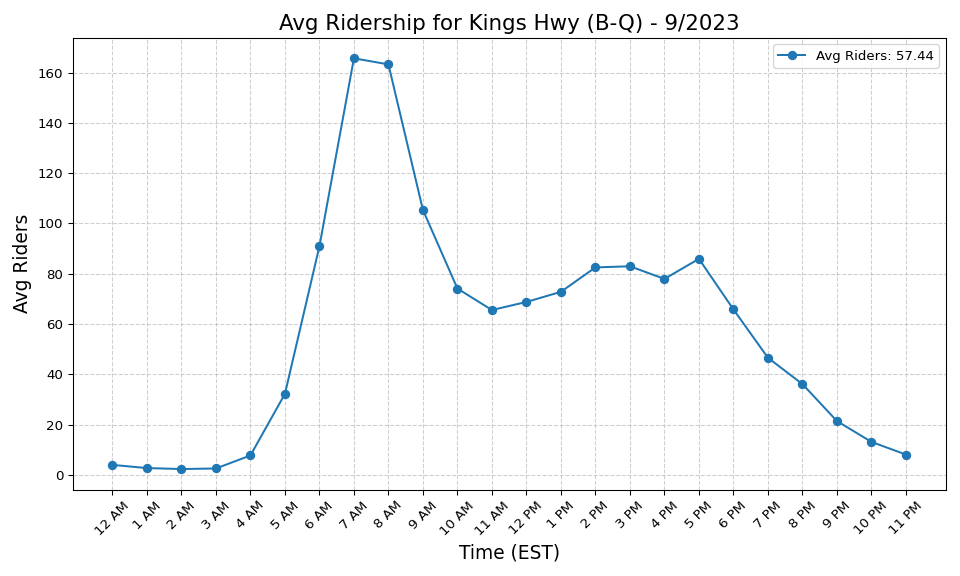 Avg Ridership for Kings Hwy (B-Q) - 9/2023
Avg Riders: 57.44
Avg Riders
160
140
120
100
80
60
40
20
0
12 AM 1 AM 2 AM 3 AM 4 AM 5 AM 6 AM 7 AM 8 AM 9 AM 10 AM 11 AM 12 PM 1 PM 2 PM 3 PM 4 PM 5 PM 6 PM 7 PM 8 PM 9 PM 10 PM 11 PM
Time (EST)